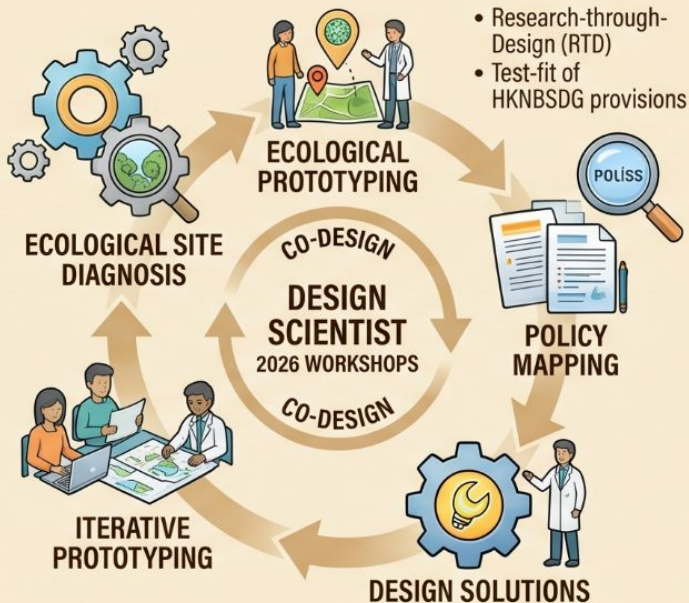 • Research-through-
Design (RTD)
• Test-fit of
HKNBSDG provisions
ECOLOGICAL
PROTOTYPING
POLISS
POLICY
MAPPING
DESIGN SOLUTIONS
ITERATIVE
PROTOTYPING
ECOLOGICAL SITE
DIAGNOSIS
CO-DESIGN
DESIGN
SCIENTIST
2026 WORKSHOPS
CO-DESIGN